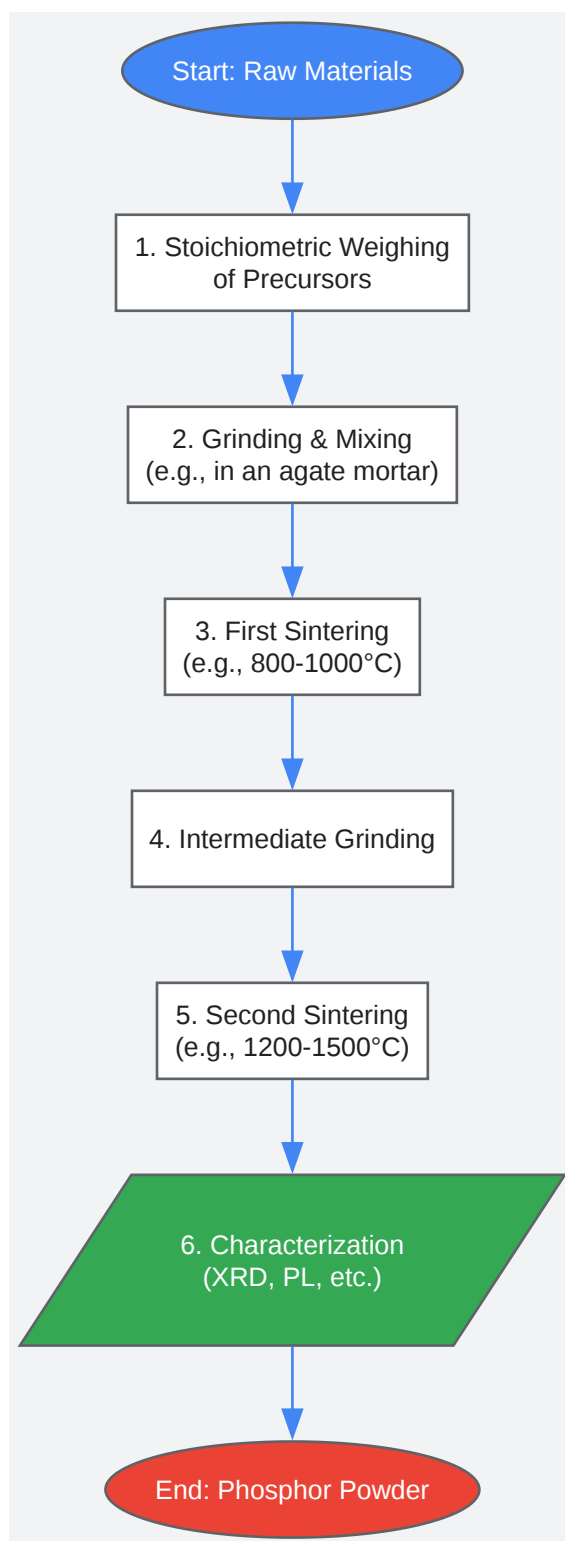 Start: Raw Materials
1. Stoichiometric Weighing
of Precursors
2. Grinding & Mixing
(e.g., in an agate mortar)
3. First Sintering
(e.g., 800-1000°C)
4. Intermediate Grinding
5. Second Sintering
(e.g., 1200-1500°C)
6. Characterization
(XRD, PL, etc.)
End: Phosphor Powder